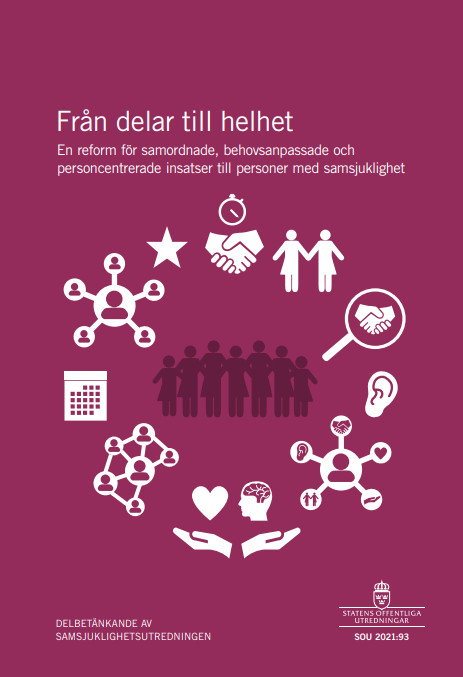 Från delar till helhet
En reform för samordnade, behovsanpassade och
personcentrerade insatser till personer med samsjuklighet
DELBETÄNKANDE AV
SAMSJUKLIGHETSUTREDNINGEN
STATENS OFFENTLIGA
UTREDNINGAR
SOU 2021:93